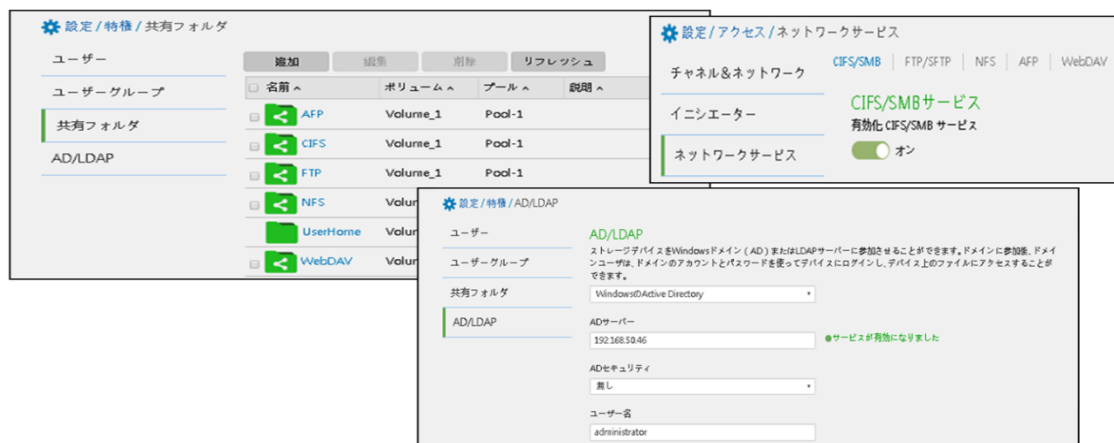 設定/特権/共有フォルダ
ユーザー
ユーザーグループ
共有フォルダ
AD/LDAP
追加 編集 削除 リフレッシュ
名前 ボリューム プール 説明
AFP Volume_1 Pool-1
CIFS Volume_1 Pool-1
FTP Volume_1 Pool-1
NFS Volur
UserHome Volur
WebDAV Volur
設定/アクセス/ネットワークサービス
チャネル&ネットワーク
イニシエーター
ネットワークサービス
CIFS/SMB | FTP/SFTP | NFS | AFP | WebDAV
CIFS/SMBサービス
有効化 CIFS/SMB サービス
オン
設定/特権/AD/LDAP
ユーザー
ユーザーグループ
共有フォルダ
AD/LDAP
AD/LDAP
ストレージデバイスをWindowsドメイン(AD)またはLDAPサーバーに参加させることができます。ドメインに参加後、ドメイ
ンユーザは、ドメインのアカウントとパスワードを使ってデバイスにログインし、デバイス上のファイルにアクセスすることが
できます。
WindowsのActive Directory
ADサーバー
192.168.50.46
サービスが有効になりました
ADセキュリティ
無し
ユーザー名
administrator